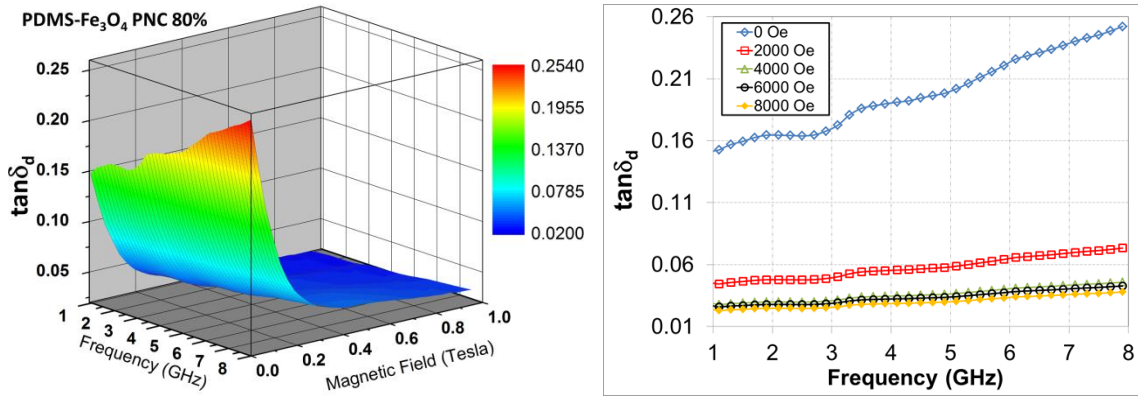 PDMS-Fe₃O₄ PNC 80%
0.25
0.20
0.15
0.10
0.05
tanδd
1
2
3
4
5
6
7
8
Frequency (GHz)
0.0
0.2
0.4
0.6
0.8
1.0
Magnetic Field (Tesla)
0.2540
0.1955
0.1370
0.0785
0.0200
0.26
0.21
0.16
0.11
0.06
0.01
tanδd
0 Oe
2000 Oe
4000 Oe
6000 Oe
8000 Oe
1 2 3 4 5 6 7 8
Frequency (GHz)